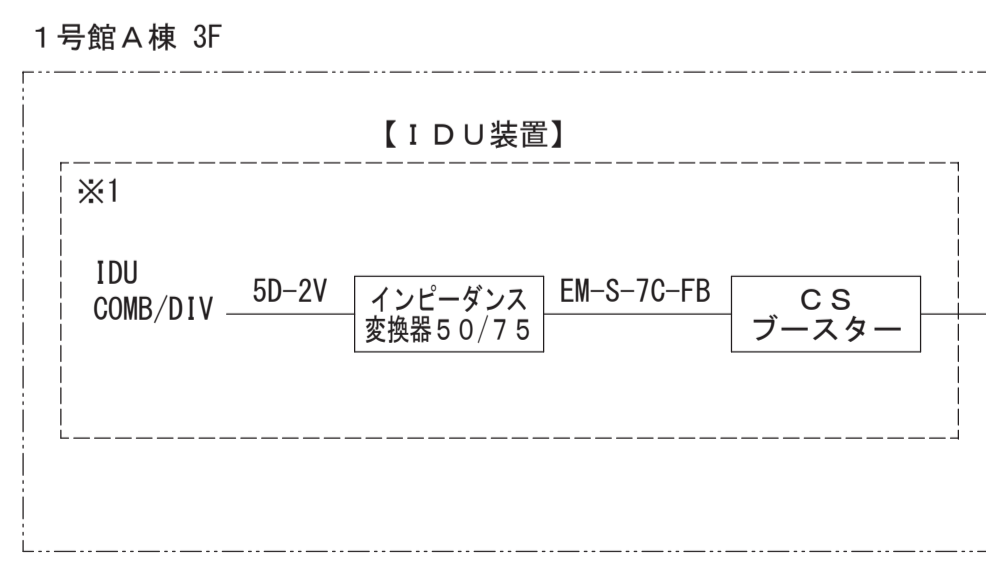 １号館Ａ棟 3F
【ＩＤＵ装置】
※1
IDU
COMB/DIV
5D-2V
インピーダンス
変換器５０/７５
EM-S-7C-FB
ＣＳ
ブースター